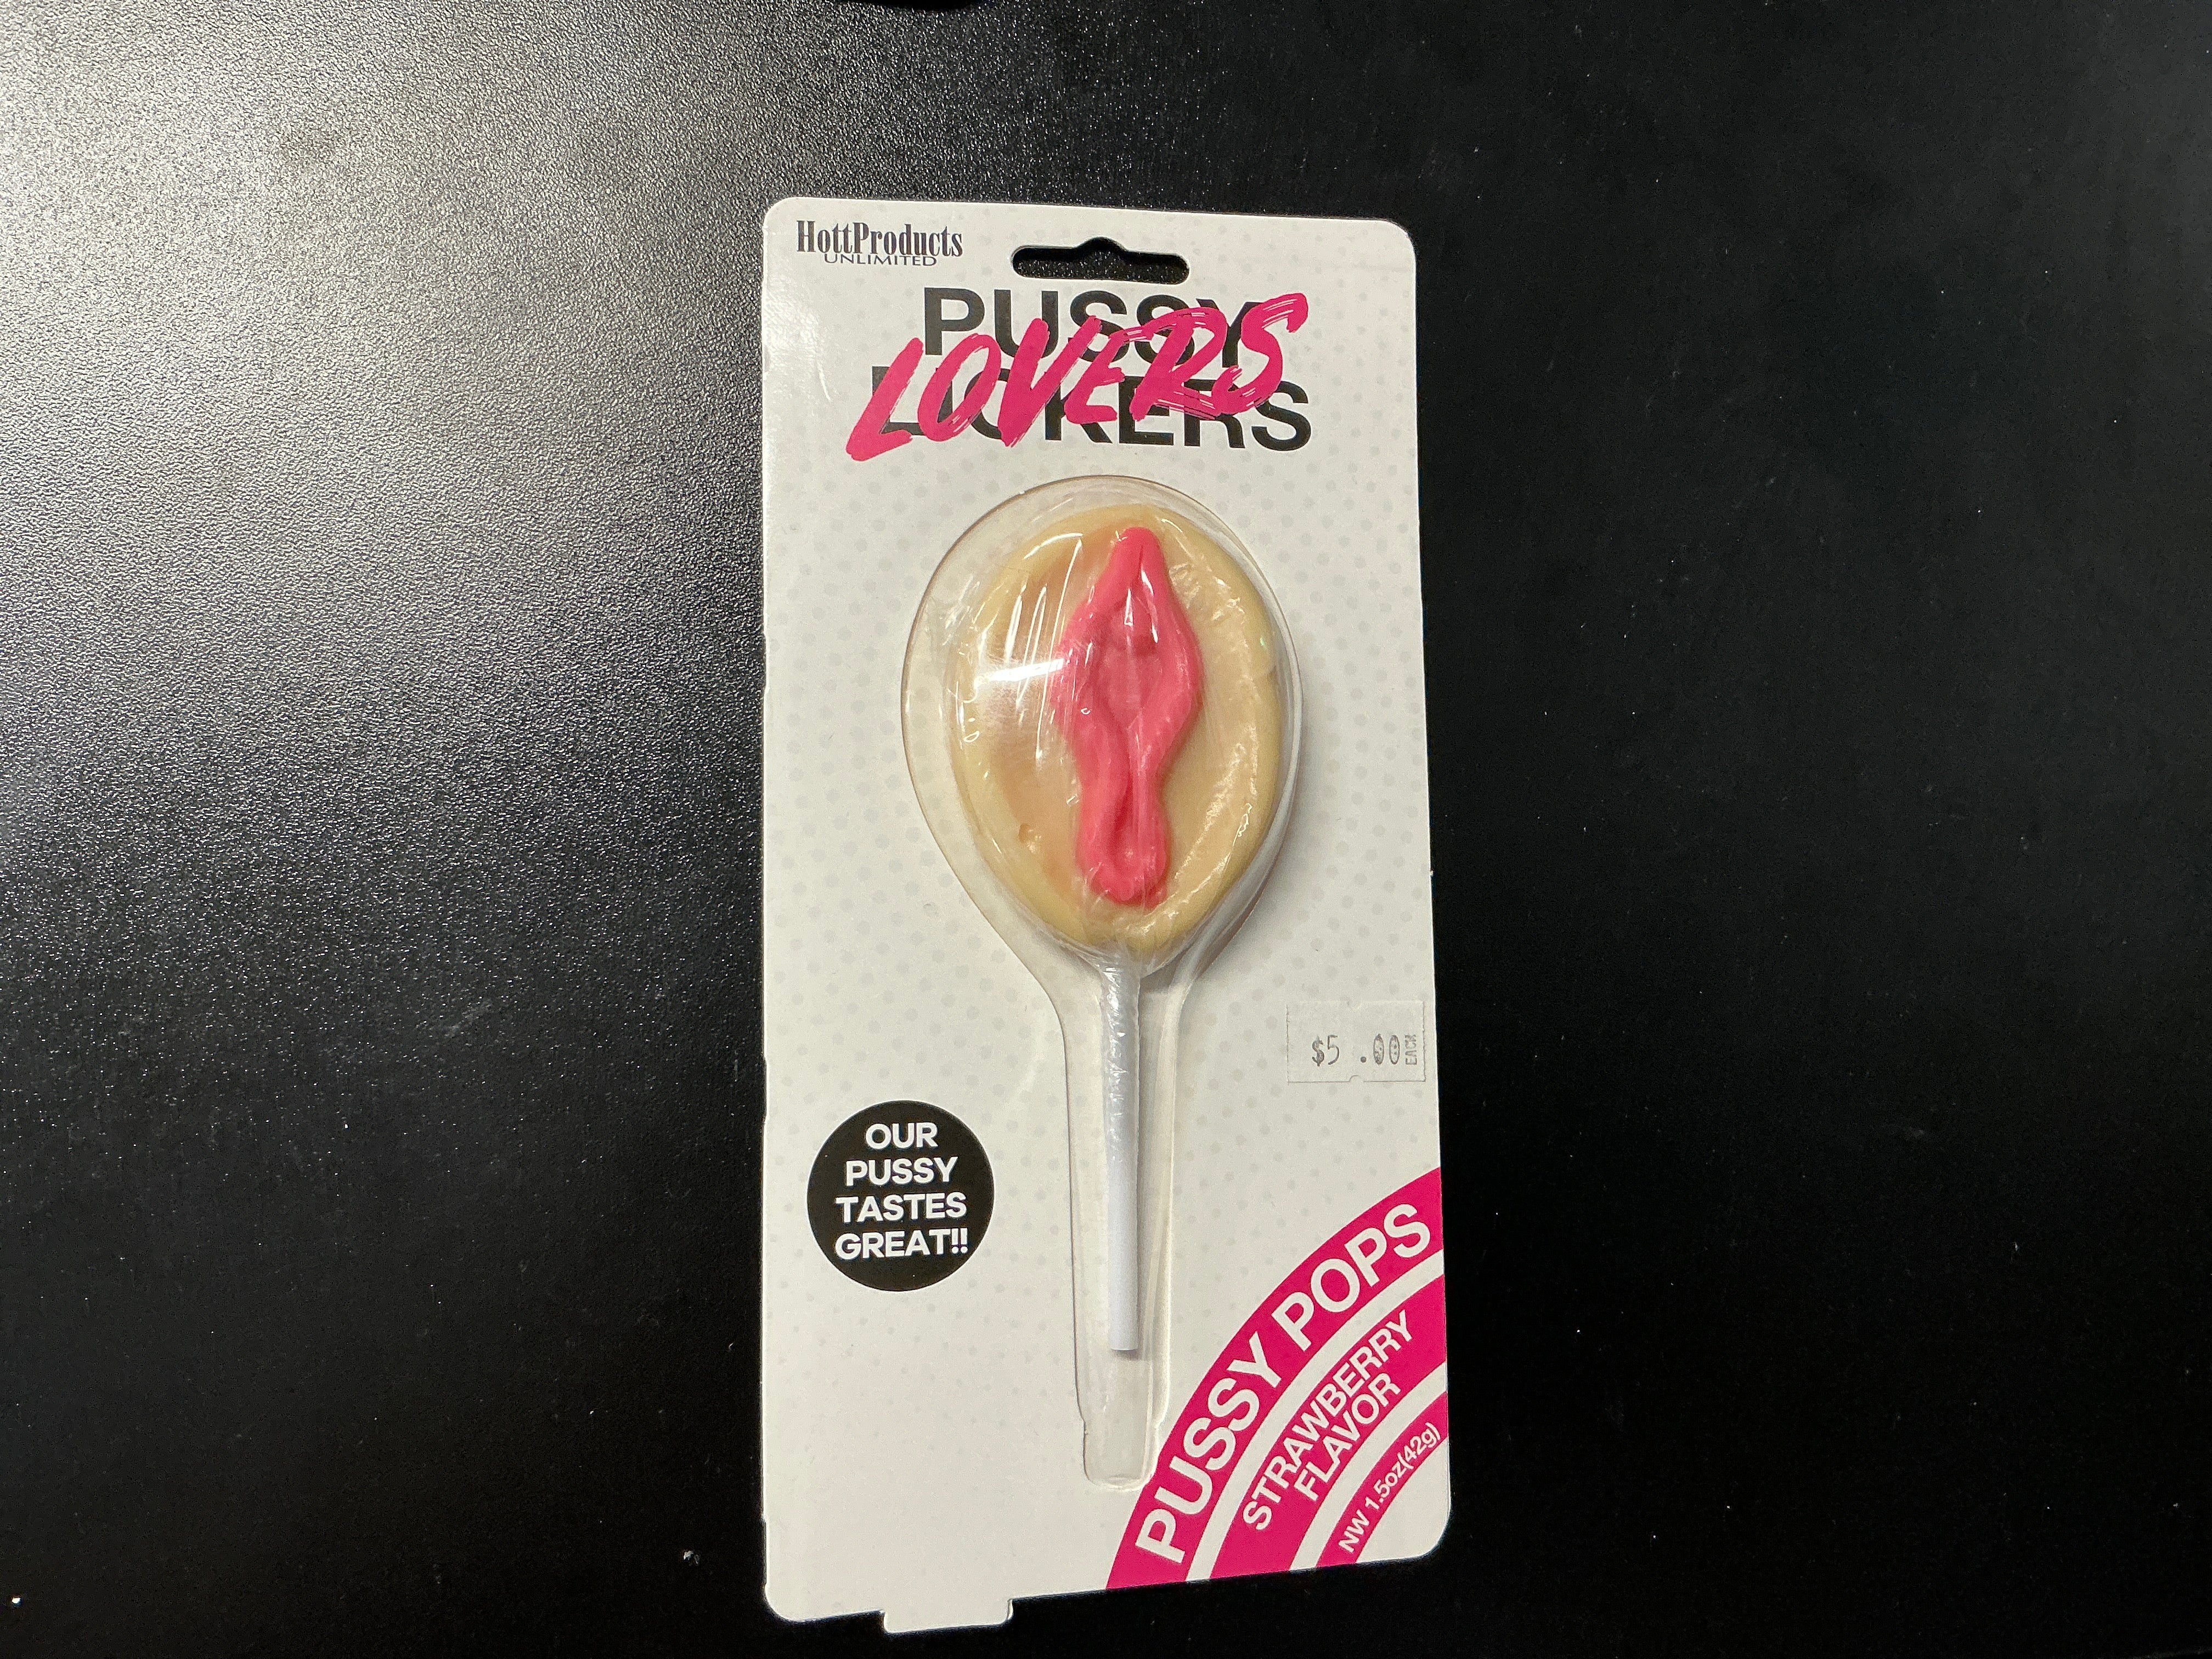 HottProducts
UNLIMITED
PUSSY
LOVERS
LICKERS
OUR
PUSSY
TASTES
GREAT!!
$5 .00 EACH
PUSSY POPS
STRAWBERRY
FLAVOR
NW 1.5oz(42g)